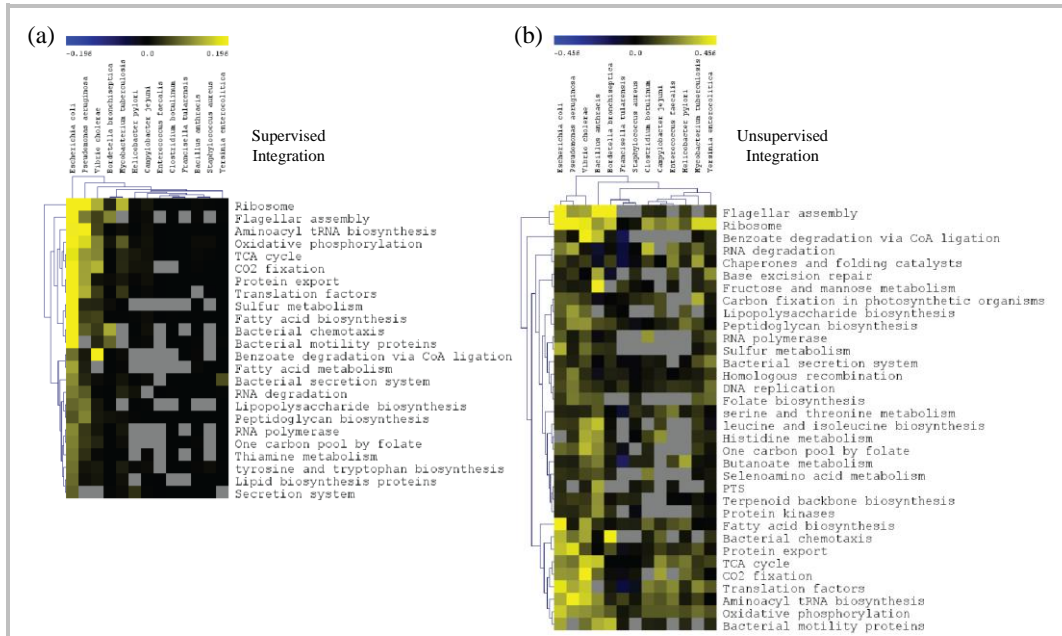 (a)
-0.198 0.0 0.198
Escherichia coli
Pseudomonas aeruginosa
Vibrio cholerae
Bordetella bronchiseptica
Mycobacterium tuberculosis
Helicobacter pylori
Campylobacter jejuni
Enterococcus faecalis
Clostridium botulinum
Francisella tularensis
Bacillus anthracis
Staphylococcus aureus
Yersinia enterocolitica
Supervised
Integration
Ribosome
Flagellar assembly
Aminoacyl tRNA biosynthesis
Oxidative phosphorylation
TCA cycle
CO2 fixation
Protein export
Translation factors
Sulfur metabolism
Fatty acid biosynthesis
Bacterial chemotaxis
Bacterial motility proteins
Benzoate degradation via CoA ligation
Fatty acid metabolism
Bacterial secretion system
RNA degradation
Lipopolysaccharide biosynthesis
Peptidoglycan biosynthesis
RNA polymerase
One carbon pool by folate
Thiamine metabolism
tyrosine and tryptophan biosynthesis
Lipid biosynthesis proteins
Secretion system
(b)
-0.456 0.0 0.456
Escherichia coli
Pseudomonas aeruginosa
Vibrio cholerae
Bacillus anthracis
Bordetella bronchiseptica
Francisella tularensis
Staphylococcus aureus
Clostridium botulinum
Campylobacter jejuni
Enterococcus faecalis
Helicobacter pylori
Mycobacterium tuberculosis
Yersinia enterocolitica
Unsupervised
Integration
Flagellar assembly
Ribosome
Benzoate degradation via CoA ligation
RNA degradation
Chaperones and folding catalysts
Base excision repair
Fructose and mannose metabolism
Carbon fixation in photosynthetic organisms
Lipopolysaccharide biosynthesis
Peptidoglycan biosynthesis
RNA polymerase
Sulfur metabolism
Bacterial secretion system
Homologous recombination
DNA replication
Folate biosynthesis
serine and threonine metabolism
leucine and isoleucine biosynthesis
Histidine metabolism
One carbon pool by folate
Butanoate metabolism
Selenoamino acid metabolism
PTS
Terpenoid backbone biosynthesis
Protein kinases
Fatty acid biosynthesis
Bacterial chemotaxis
Protein export
TCA cycle
CO2 fixation
Translation factors
Aminoacyl tRNA biosynthesis
Oxidative phosphorylation
Bacterial motility proteins